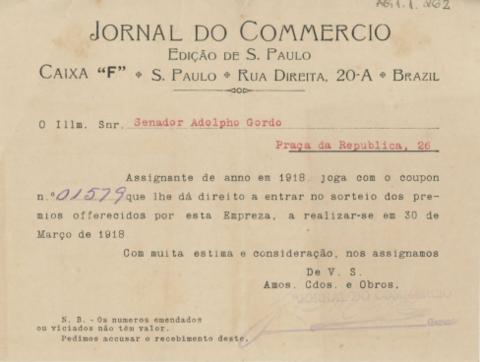 AG.1.1.162
JORNAL DO COMMERCIO
EDIÇÃO DE S. PAULO
CAIXA "F" * S. PAULO * RUA DIREITA, 20-A * BRAZIL
O Illm. Snr. Senador Adolpho Gordo
Praça da Republica, 26
Assignante de anno em 1918 joga com o coupon
n.º 01579 que lhe dá direito a entrar no sorteio dos pre-
mios offerecidos por esta Empreza, a realizar-se em 30 de
Março de 1918
Com muita estima e consideração, nos assignamos
De V. S.
Amos. Cdos. e Obros.
JORNAL DO COMMERCIO
N. B. - Os numeros emendados
ou viciados não têm valor.
Pedimos accusar o recebimento deste.